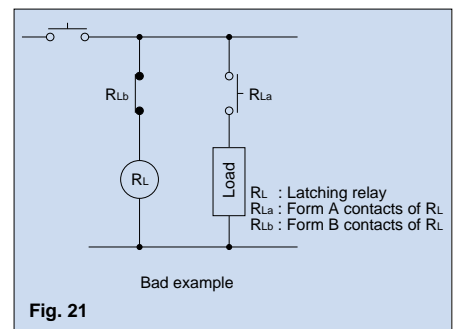 RLb
RLa
RL
Load
RL : Latching relay
RLa : Form A contacts of RL
RLb : Form B contacts of RL
Bad example
Fig. 21